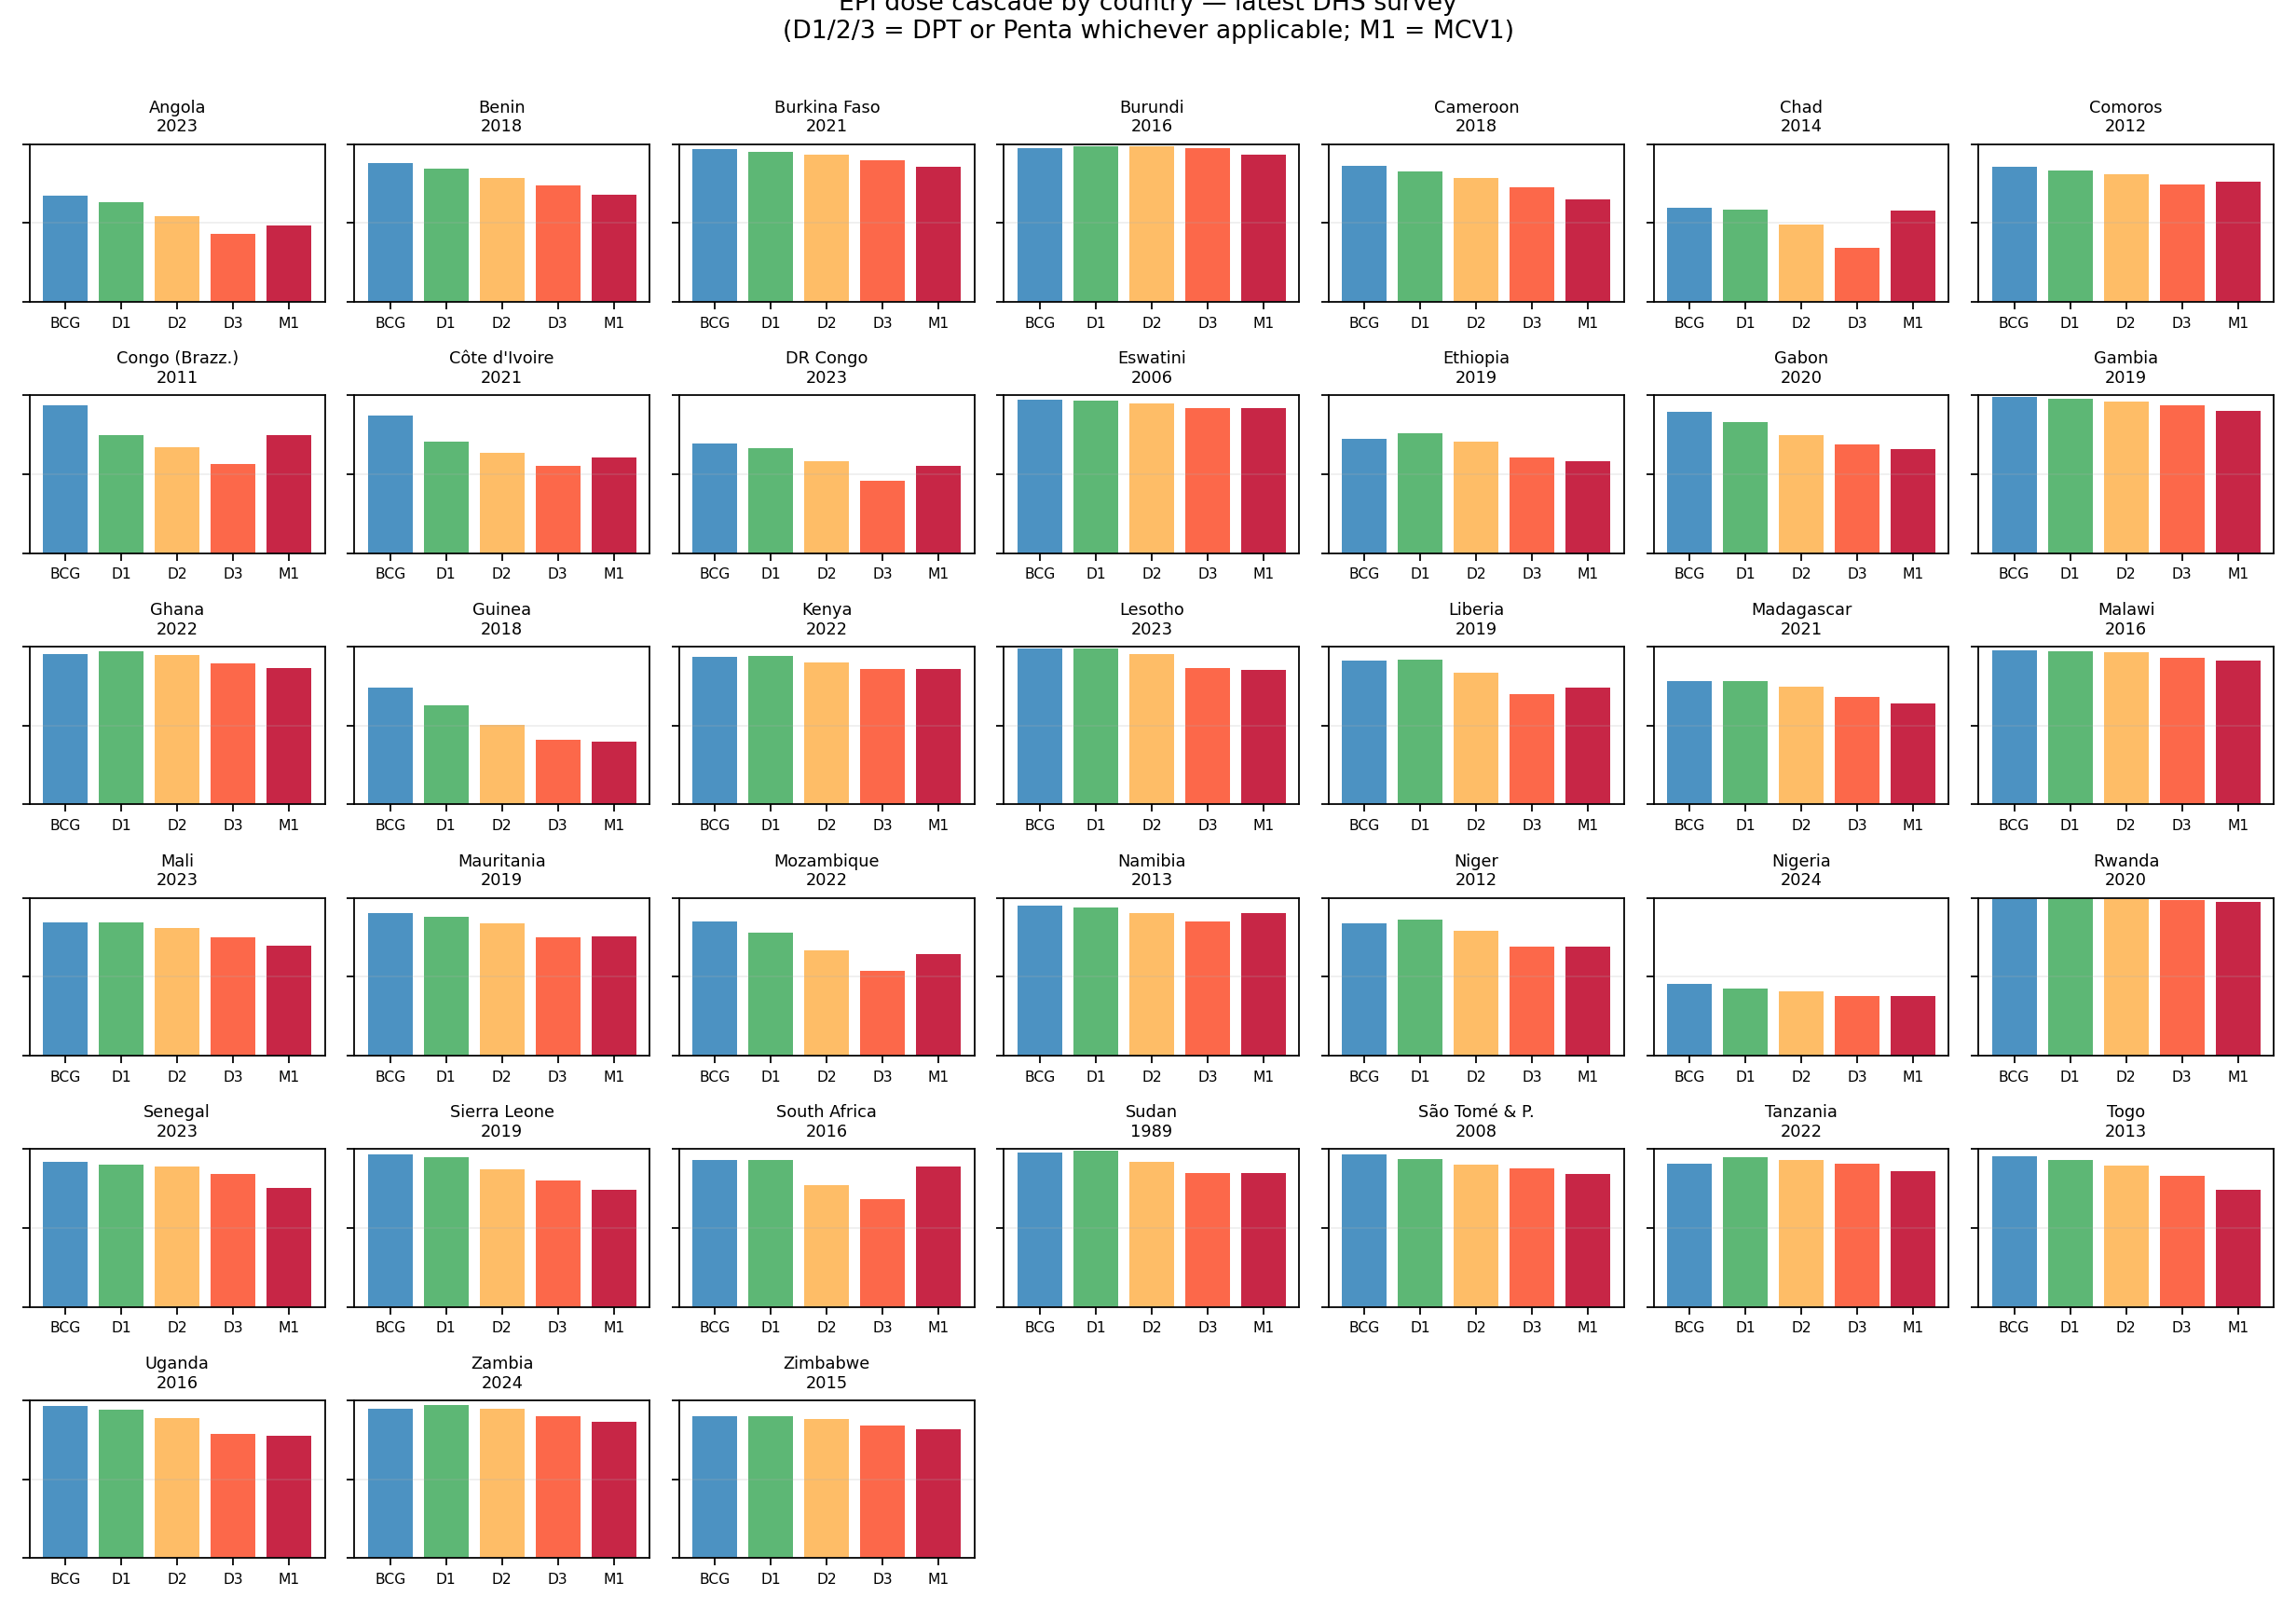 EPI dose cascade by country — latest DHS survey
(D1/2/3 = DPT or Penta whichever applicable; M1 = MCV1)
Angola
2023
Benin
2018
Burkina Faso
2021
Burundi
2016
Cameroon
2018
Chad
2014
Comoros
2012
BCG D1 D2 D3 M1
BCG D1 D2 D3 M1
BCG D1 D2 D3 M1
BCG D1 D2 D3 M1
BCG D1 D2 D3 M1
BCG D1 D2 D3 M1
BCG D1 D2 D3 M1
Congo (Brazz.)
2011
Côte d'Ivoire
2021
DR Congo
2023
Eswatini
2006
Ethiopia
2019
Gabon
2020
Gambia
2019
BCG D1 D2 D3 M1
BCG D1 D2 D3 M1
BCG D1 D2 D3 M1
BCG D1 D2 D3 M1
BCG D1 D2 D3 M1
BCG D1 D2 D3 M1
BCG D1 D2 D3 M1
Ghana
2022
Guinea
2018
Kenya
2022
Lesotho
2023
Liberia
2019
Madagascar
2021
Malawi
2016
BCG D1 D2 D3 M1
BCG D1 D2 D3 M1
BCG D1 D2 D3 M1
BCG D1 D2 D3 M1
BCG D1 D2 D3 M1
BCG D1 D2 D3 M1
BCG D1 D2 D3 M1
Mali
2023
Mauritania
2019
Mozambique
2022
Namibia
2013
Niger
2012
Nigeria
2024
Rwanda
2020
BCG D1 D2 D3 M1
BCG D1 D2 D3 M1
BCG D1 D2 D3 M1
BCG D1 D2 D3 M1
BCG D1 D2 D3 M1
BCG D1 D2 D3 M1
BCG D1 D2 D3 M1
Senegal
2023
Sierra Leone
2019
South Africa
2016
Sudan
1989
São Tomé & P.
2008
Tanzania
2022
Togo
2013
BCG D1 D2 D3 M1
BCG D1 D2 D3 M1
BCG D1 D2 D3 M1
BCG D1 D2 D3 M1
BCG D1 D2 D3 M1
BCG D1 D2 D3 M1
BCG D1 D2 D3 M1
Uganda
2016
Zambia
2024
Zimbabwe
2015
BCG D1 D2 D3 M1
BCG D1 D2 D3 M1
BCG D1 D2 D3 M1